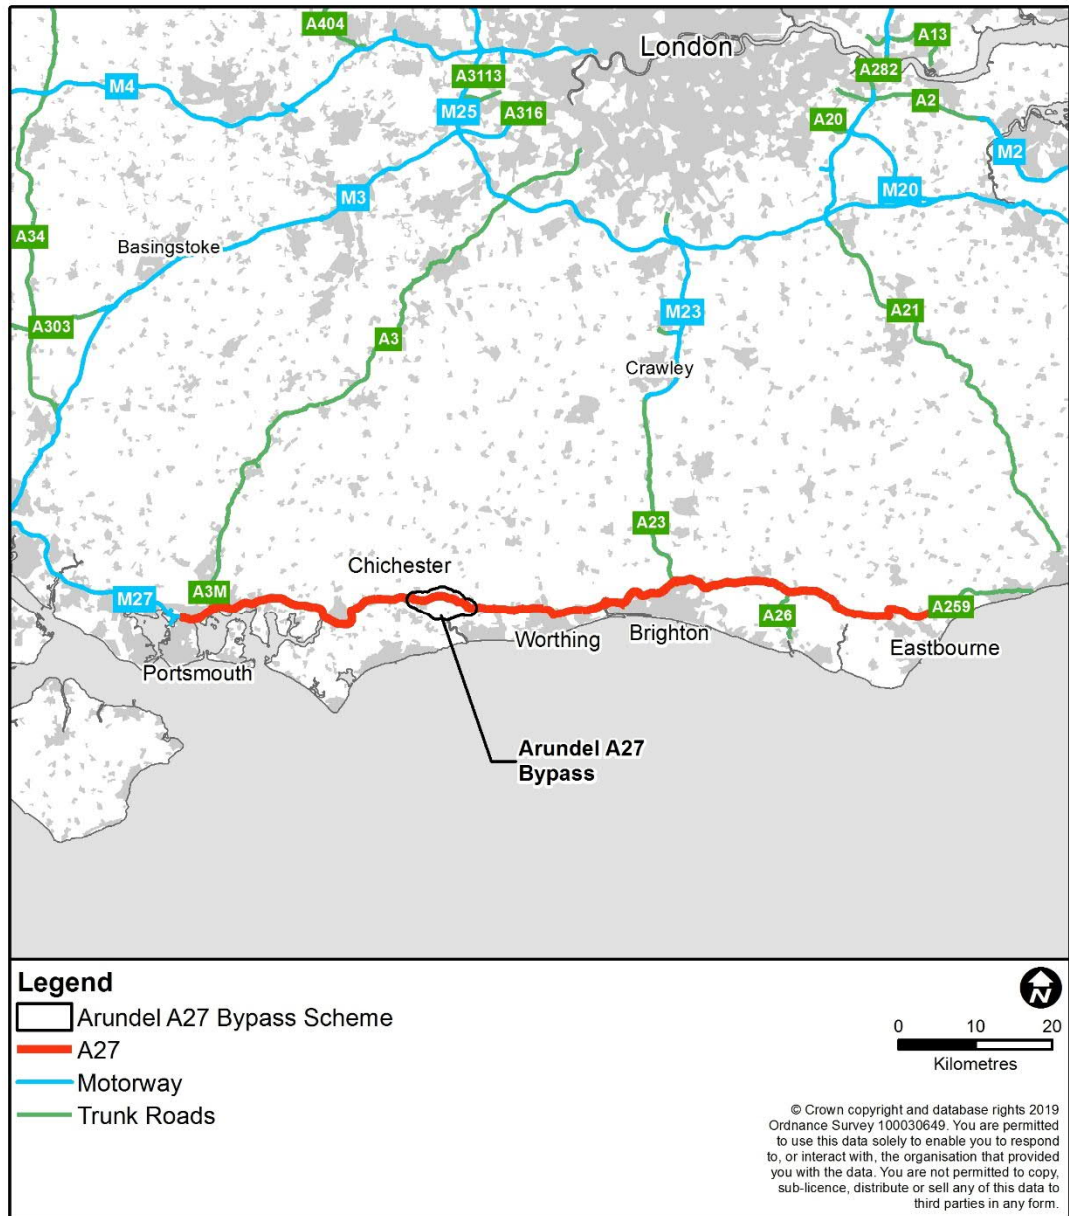 A404
London
A13
M4
A3113
A282
M25
A316
A20
A2
M2
M3
M20
A34
Basingstoke
A303
A3
M23
A21
Crawley
A23
Chichester
M27
A3M
A26
A259
Worthing
Brighton
Eastbourne
Portsmouth
Arundel A27
Bypass
Legend
Arundel A27 Bypass Scheme
A27
Motorway
Trunk Roads
N
0 10 20
Kilometres
© Crown copyright and database rights 2019
Ordnance Survey 100030649. You are permitted
to use this data solely to enable you to respond
to, or interact with, the organisation that provided
you with the data. You are not permitted to copy,
sub-licence, distribute or sell any of this data to
third parties in any form.